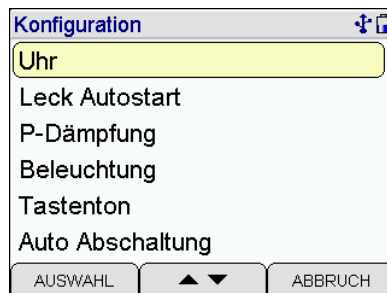 Konfiguration
Uhr
Leck Autostart
P-Dämpfung
Beleuchtung
Tastenton
Auto Abschaltung
AUSWAHL ▲ ▼ ABBRUCH